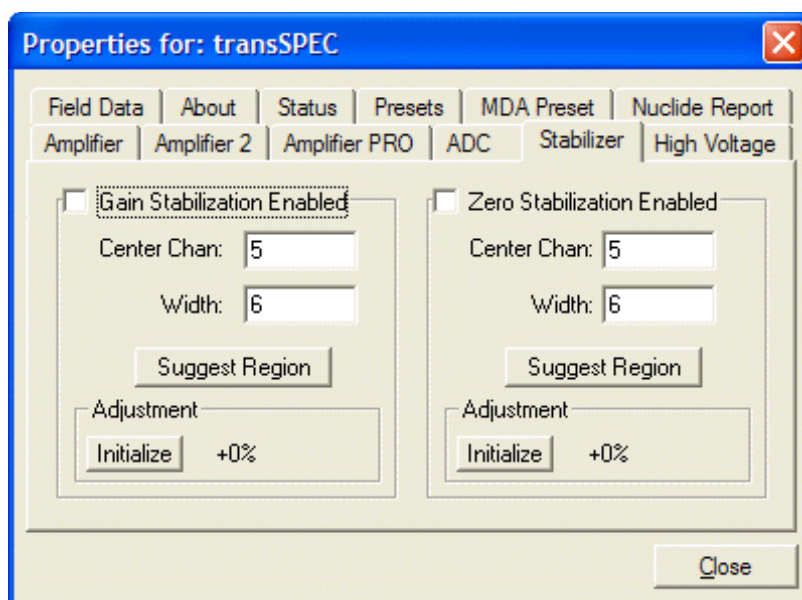 Properties for: transSPEC
Field Data About Status Presets MDA Preset Nuclide Report
Amplifier Amplifier 2 Amplifier PRO ADC Stabilizer High Voltage
Gain Stabilization Enabled Zero Stabilization Enabled
Center Chan: 5 Center Chan: 5
Width: 6 Width: 6
Suggest Region Suggest Region
Adjustment Adjustment
Initialize +0% Initialize +0%
Close